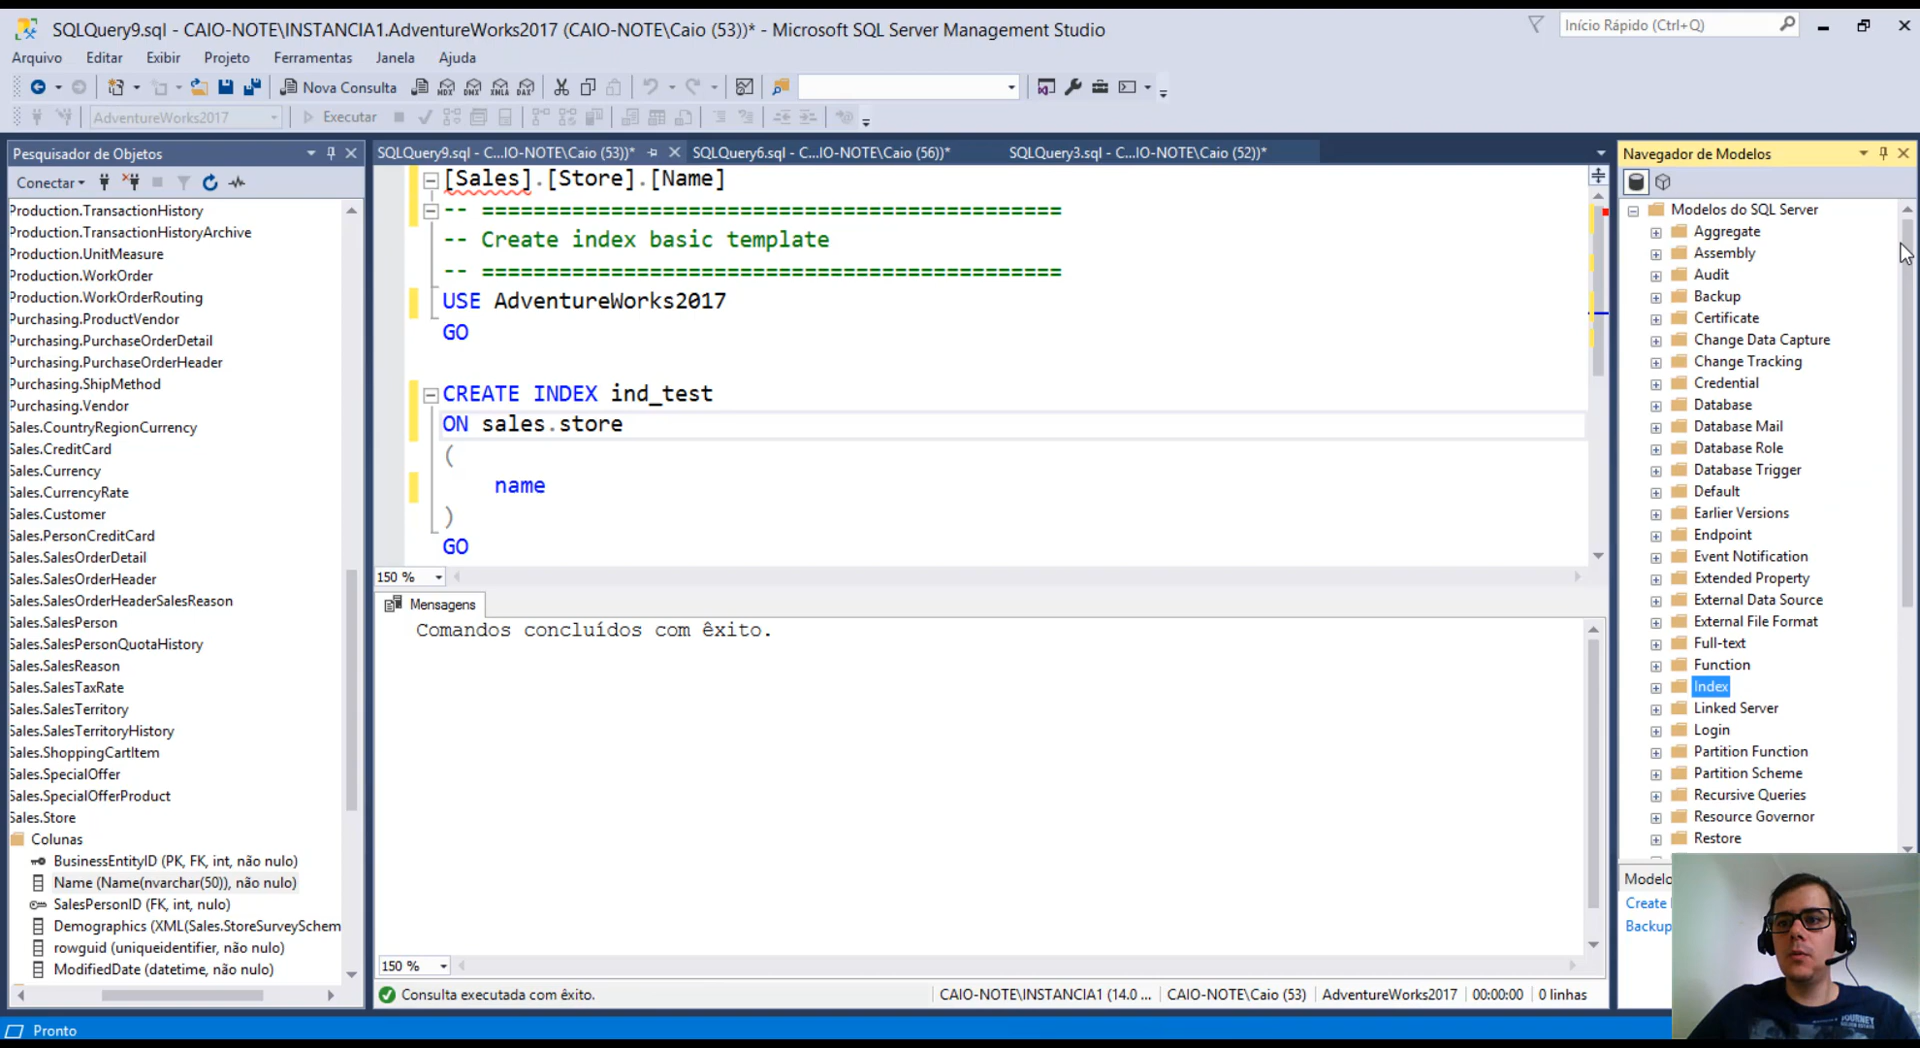 SQLQuery9.sql - CAIO-NOTE\INSTANCIA1.AdventureWorks2017 (CAIO-NOTE\Caio (53))* - Microsoft SQL Server Management Studio
Início Rápido (Ctrl+Q)
Arquivo Editar Exibir Projeto Ferramentas Janela Ajuda
Nova Consulta MDX DMX XMLA DAX
AdventureWorks2017 Executar
Pesquisador de Objetos
Conectar
Production.TransactionHistory
Production.TransactionHistoryArchive
Production.UnitMeasure
Production.WorkOrder
Production.WorkOrderRouting
Purchasing.ProductVendor
Purchasing.PurchaseOrderDetail
Purchasing.PurchaseOrderHeader
Purchasing.ShipMethod
Purchasing.Vendor
Sales.CountryRegionCurrency
Sales.CreditCard
Sales.Currency
Sales.CurrencyRate
Sales.Customer
Sales.PersonCreditCard
Sales.SalesOrderDetail
Sales.SalesOrderHeader
Sales.SalesOrderHeaderSalesReason
Sales.SalesPerson
Sales.SalesPersonQuotaHistory
Sales.SalesReason
Sales.SalesTaxRate
Sales.SalesTerritory
Sales.SalesTerritoryHistory
Sales.ShoppingCartItem
Sales.SpecialOffer
Sales.SpecialOfferProduct
Sales.Store
Colunas
BusinessEntityID (PK, FK, int, não nulo)
Name (Name(nvarchar(50)), não nulo)
SalesPersonID (FK, int, nulo)
Demographics (XML(Sales.StoreSurveySchem
rowguid (uniqueidentifier, não nulo)
ModifiedDate (datetime, não nulo)
SQLQuery9.sql - C...IO-NOTE\Caio (53))* SQLQuery6.sql - C...IO-NOTE\Caio (56))* SQLQuery3.sql - C...IO-NOTE\Caio (52))*
[Sales].[Store].[Name]
-- =============================================
-- Create index basic template
-- =============================================
USE AdventureWorks2017
GO
CREATE INDEX ind_test
ON sales.store
(
name
)
GO
150 %
Mensagens
Comandos concluídos com êxito.
150 %
Consulta executada com êxito. CAIO-NOTE\INSTANCIA1 (14.0 ... CAIO-NOTE\Caio (53) AdventureWorks2017 00:00:00 0 linhas
Navegador de Modelos
Modelos do SQL Server
Aggregate
Assembly
Audit
Backup
Certificate
Change Data Capture
Change Tracking
Credential
Database
Database Mail
Database Role
Database Trigger
Default
Earlier Versions
Endpoint
Event Notification
Extended Property
External Data Source
External File Format
Full-text
Function
Index
Linked Server
Login
Partition Function
Partition Scheme
Recursive Queries
Resource Governor
Restore
Modelo
Create
Backup
JOURNEY
Pronto